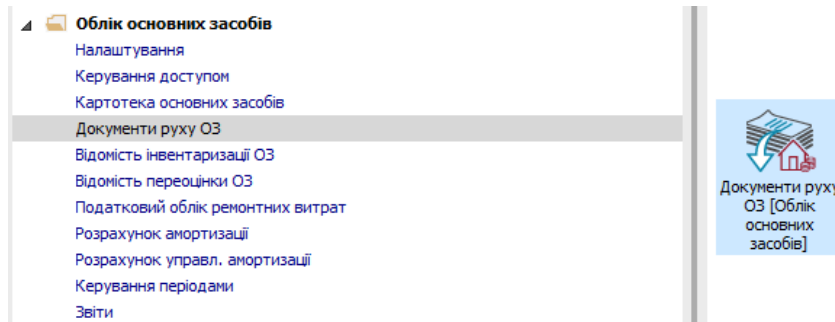 Облік основних засобів
Налаштування
Керування доступом
Картотека основних засобів
Документи руху ОЗ
Відомість інвентаризації ОЗ
Відомість переоцінки ОЗ
Податковий облік ремонтних витрат
Розрахунок амортизації
Розрахунок управл. амортизації
Керування періодами
Звіти
Документи руху
ОЗ [Облік
основних
засобів]